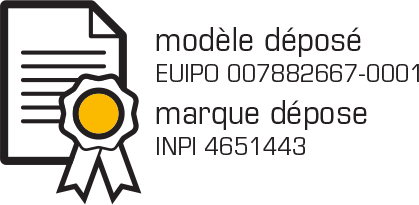 modèle déposé
EUIPO 007882667-0001
marque dépose
INPI 4651443